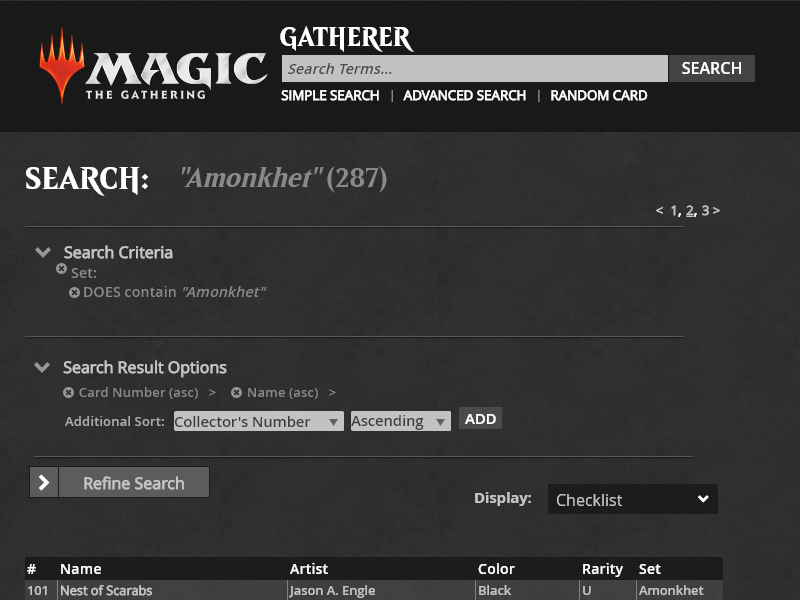 MAGIC
THE GATHERING
GATHERER
Search Terms...
SEARCH
SIMPLE SEARCH | ADVANCED SEARCH | RANDOM CARD
SEARCH: "Amonkhet" (287)
< 1, 2, 3 >
Search Criteria
Set:
DOES contain "Amonkhet"
Search Result Options
Card Number (asc) > Name (asc) >
Additional Sort: Collector's Number Ascending ADD
Refine Search
Display: Checklist
# Name Artist Color Rarity Set
101 Nest of Scarabs Jason A. Engle Black U Amonkhet